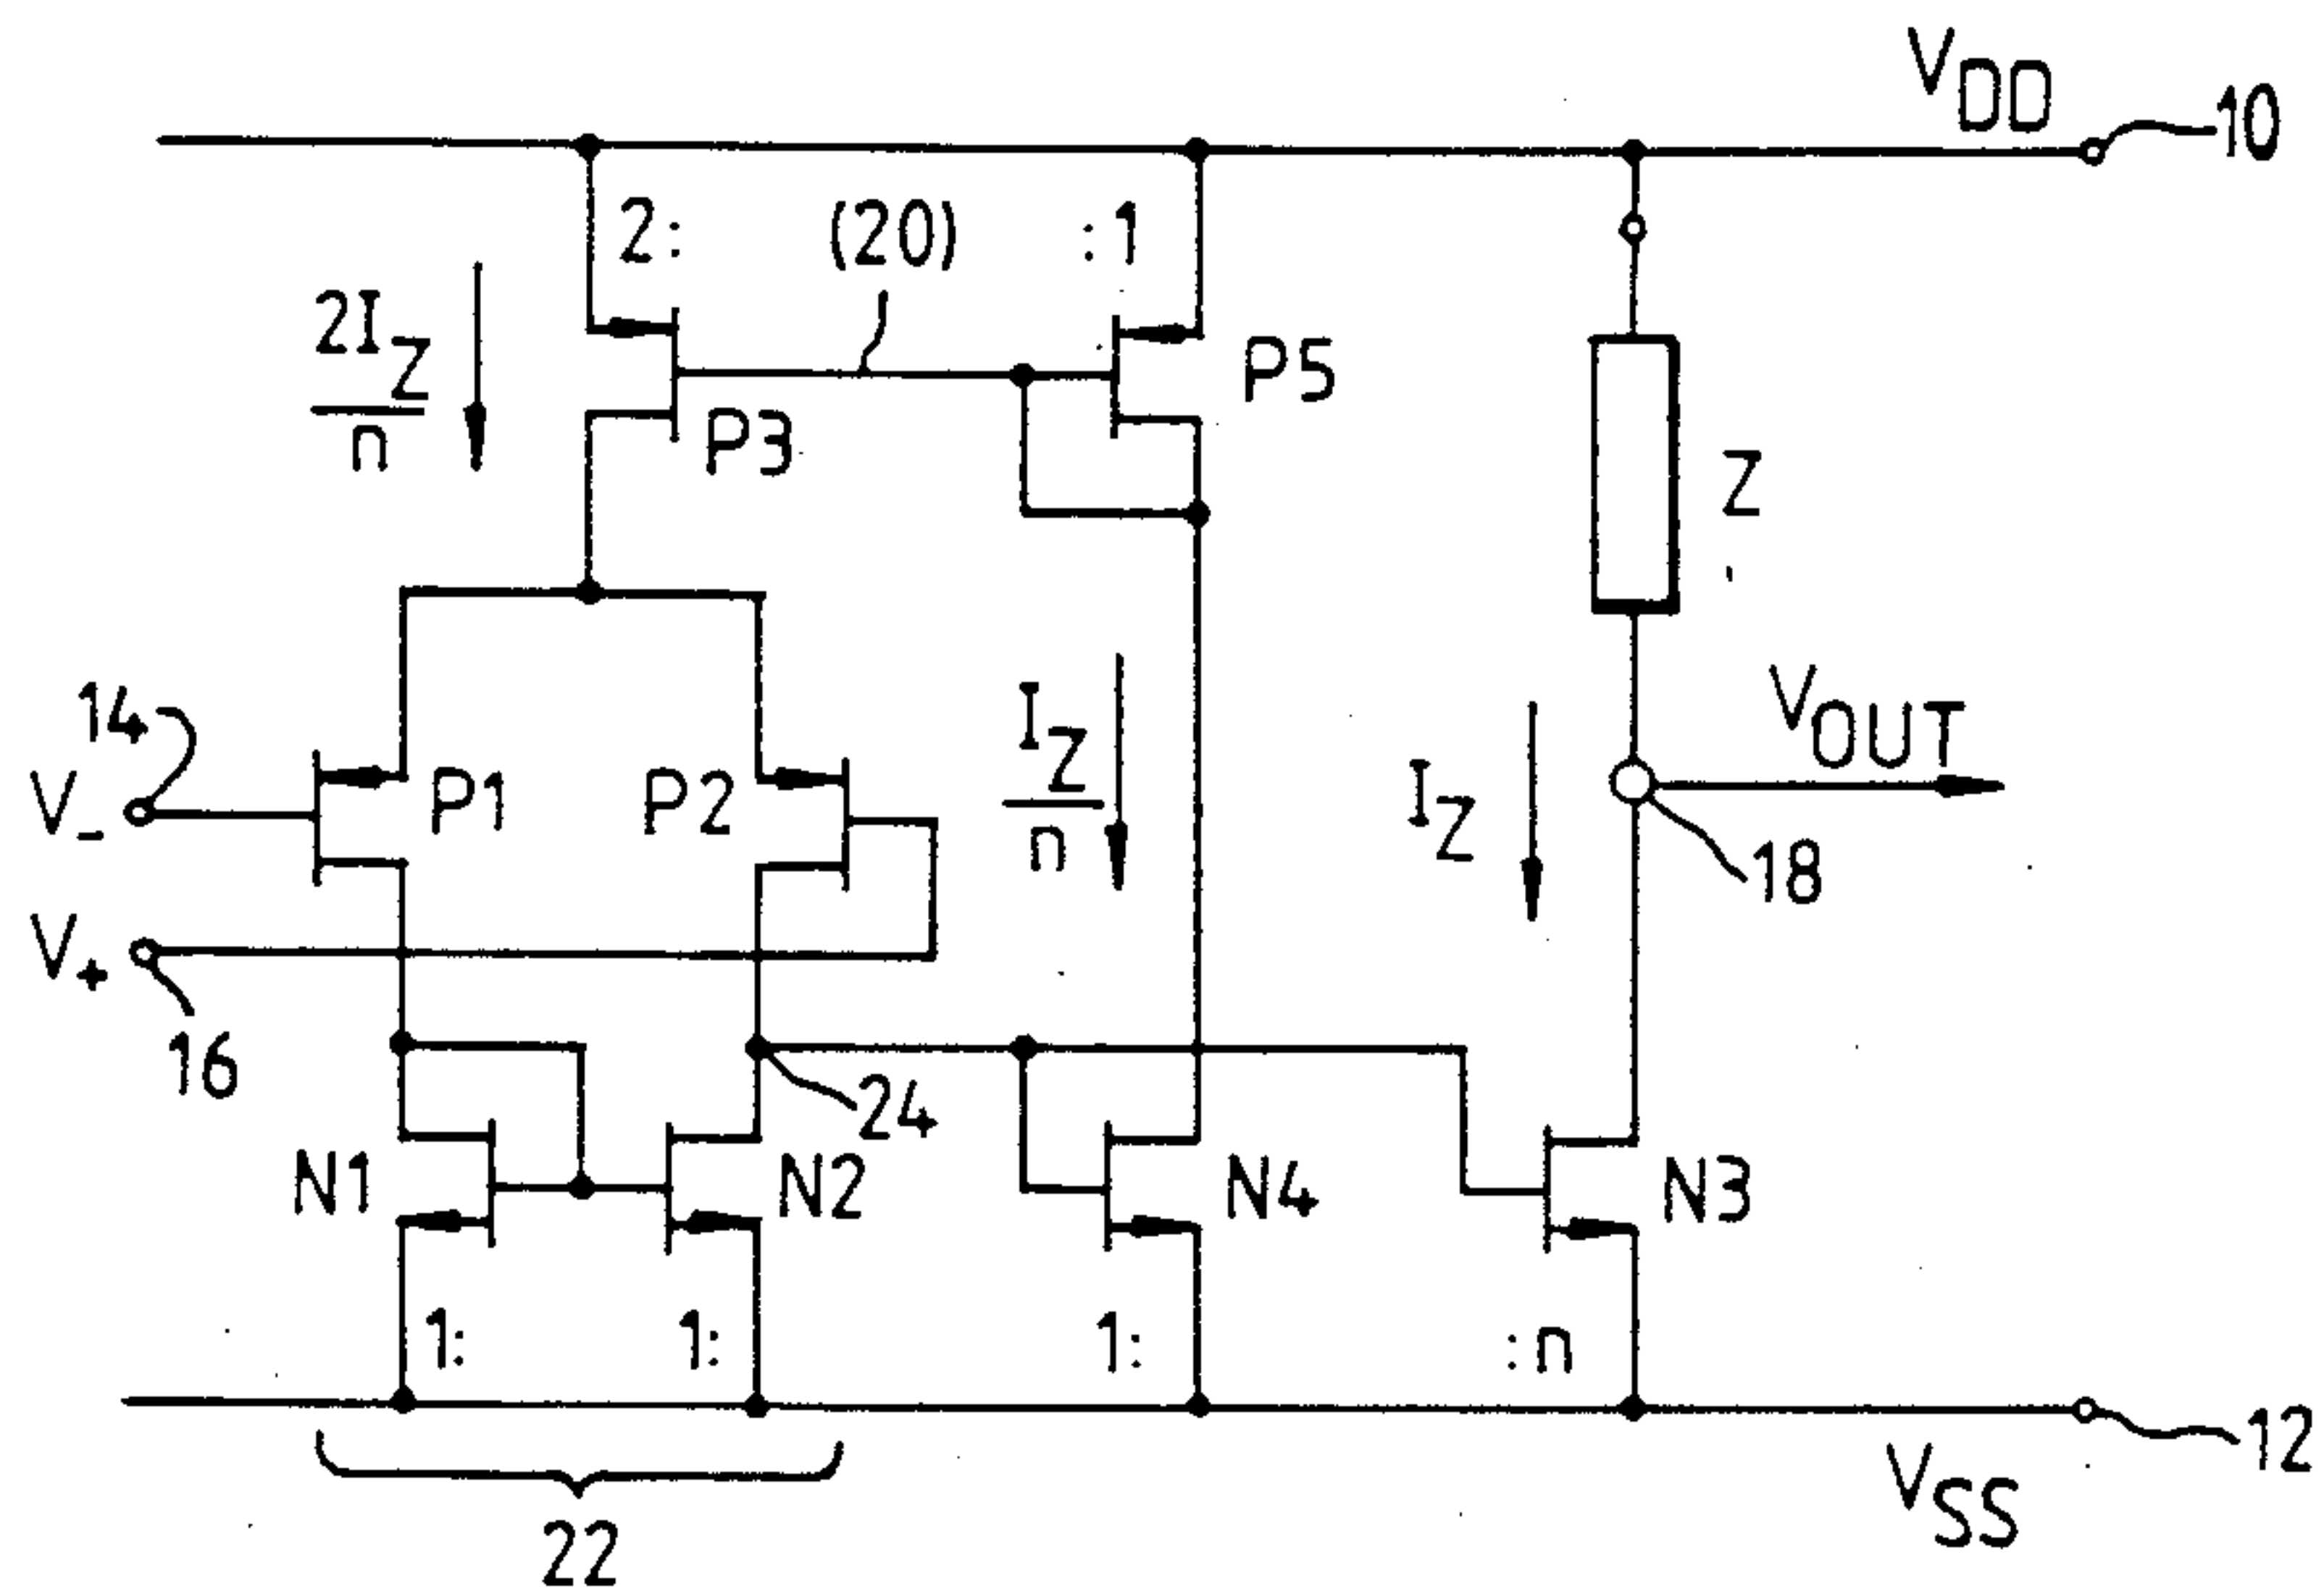 VDD
10
2:
(20)
:1
2IZ
n
P3
P5
Z
14
V-
P1
P2
IZ
n
IZ
VOUT
18
V+
16
24
N1
N2
N4
N3
1:
1:
1:
:n
12
VSS
22